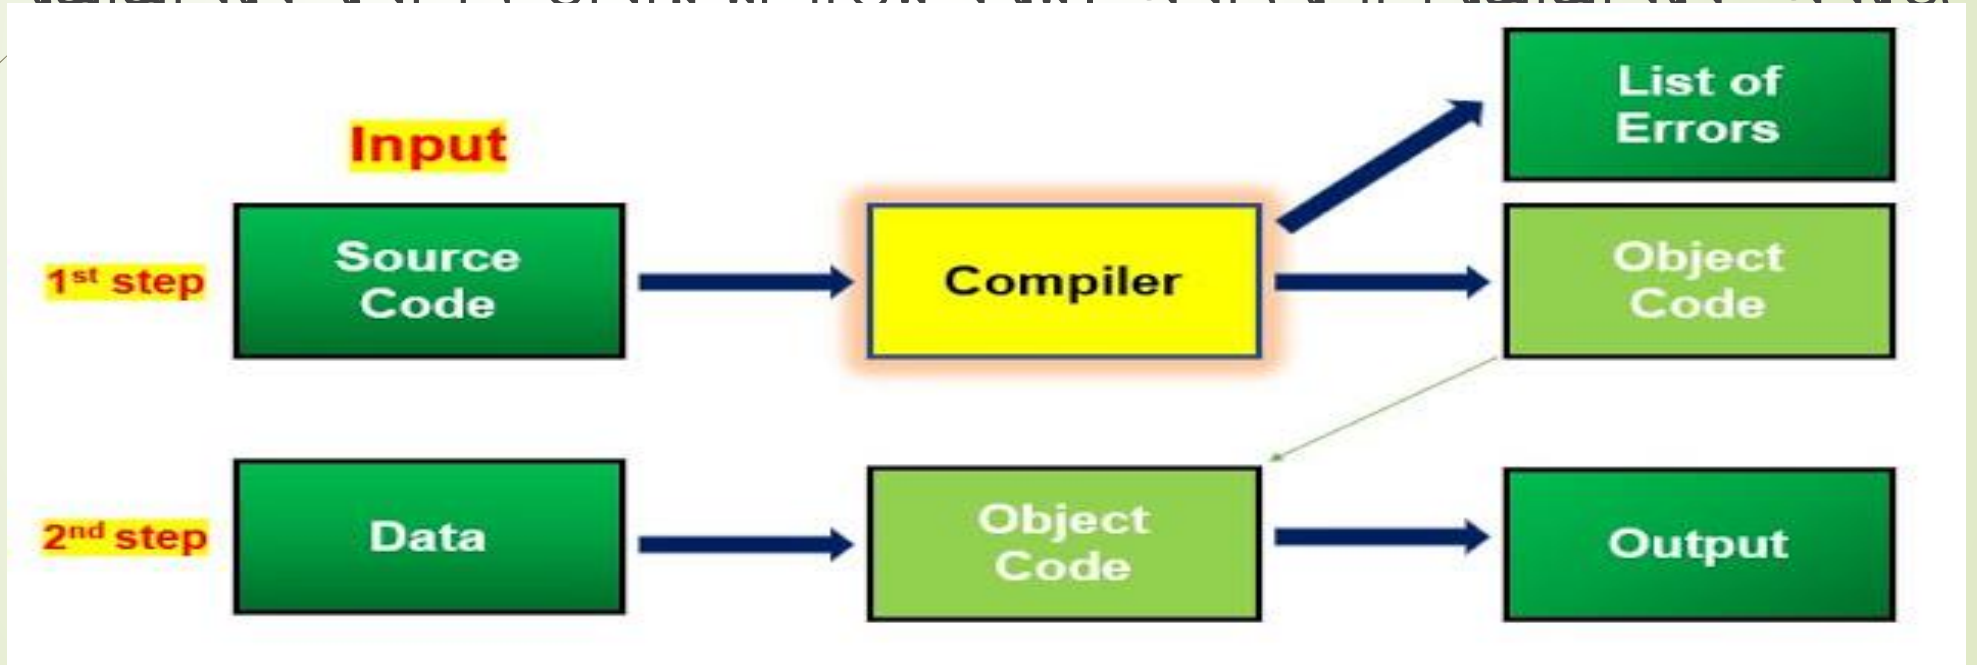 Input
List of
Errors
1st step
Source
Code
Compiler
Object
Code
2nd step
Data
Object
Code
Output